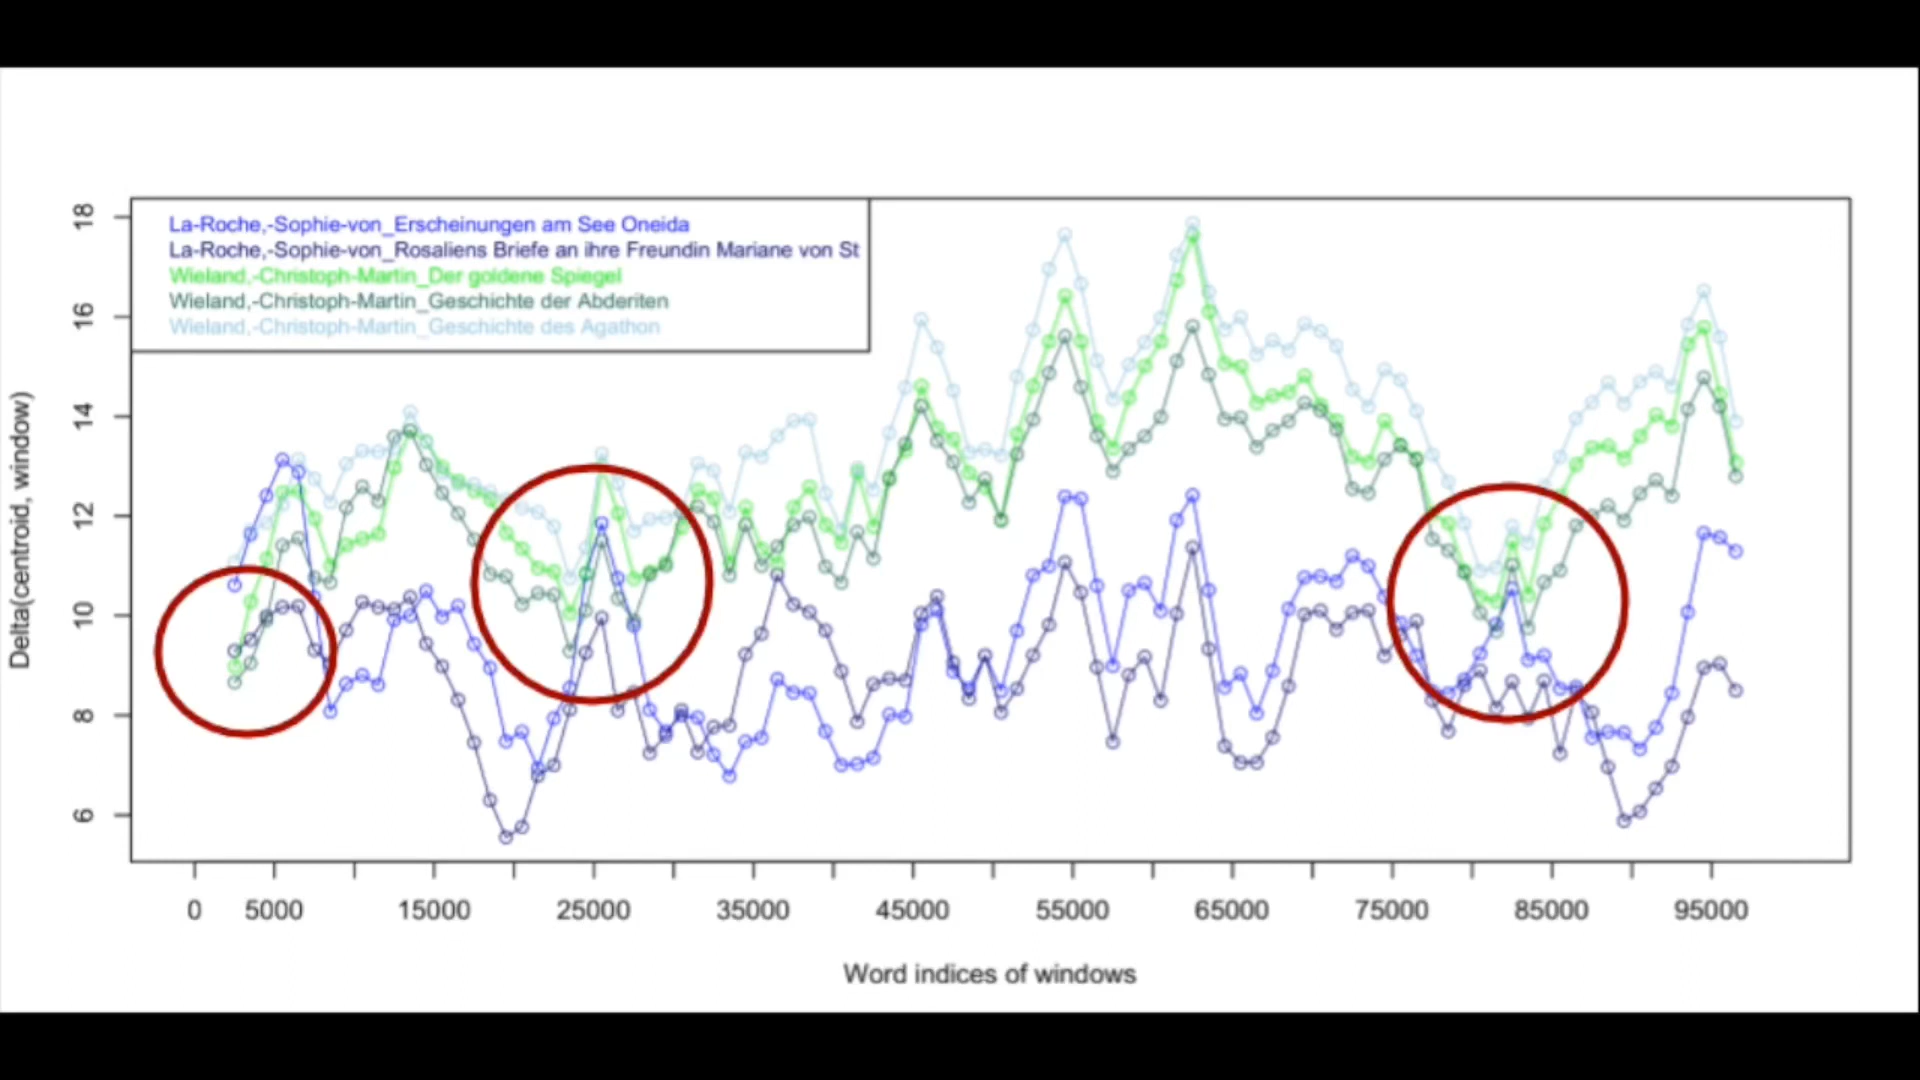 La-Roche,-Sophie-von_Erscheinungen am See Oneida
La-Roche,-Sophie-von_Rosaliens Briefe an ihre Freundin Mariane von St
Wieland,-Christoph-Martin_Der goldene Spiegel
Wieland,-Christoph-Martin_Geschichte der Abderiten
Wieland,-Christoph-Martin_Geschichte des Agathon
18
16
14
12
10
8
6
Delta(centroid, window)
0 5000 15000 25000 35000 45000 55000 65000 75000 85000 95000
Word indices of windows